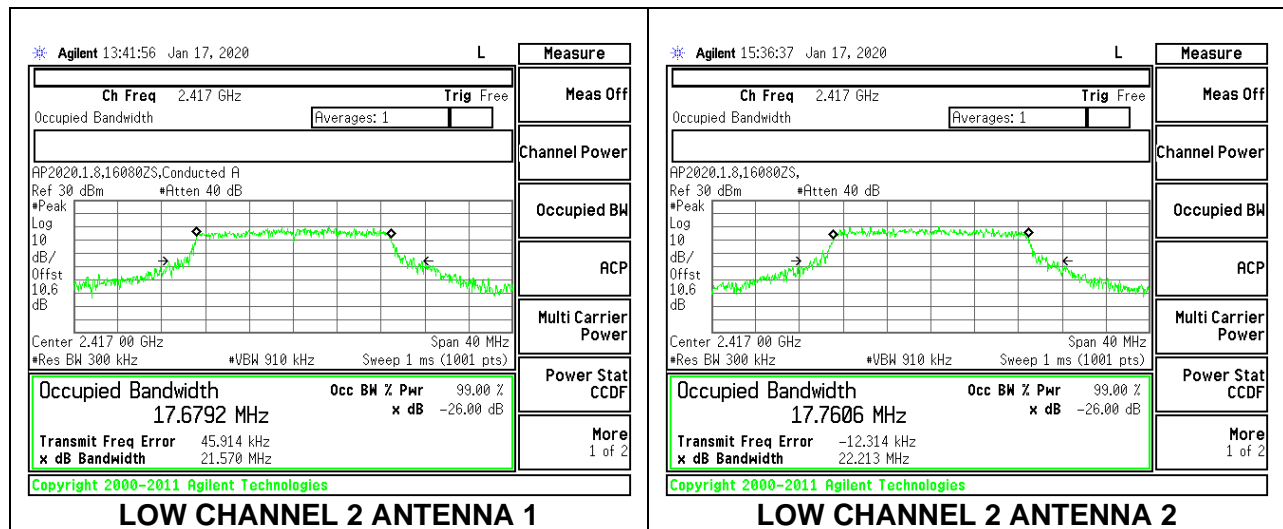 Agilent 13:41:56 Jan 17, 2020 L Measure
Ch Freq 2.417 GHz Trig Free
Occupied Bandwidth Averages: 1
AP2020.1.8,16080ZS,Conducted A
Ref 30 dBm #Atten 40 dB
#Peak
Log
10
dB/
Offst
10.6
dB
Center 2.417 00 GHz Span 40 MHz
#Res BW 300 kHz #VBW 910 kHz Sweep 1 ms (1001 pts)
Occupied Bandwidth Occ BW % Pwr 99.00 %
17.6792 MHz x dB -26.00 dB
Transmit Freq Error 45.914 kHz
x dB Bandwidth 21.570 MHz
Copyright 2000-2011 Agilent Technologies
Meas Off
Channel Power
Occupied BW
ACP
Multi Carrier
Power
Power Stat
CCDF
More
1 of 2
LOW CHANNEL 2 ANTENNA 1
Agilent 15:36:37 Jan 17, 2020 L Measure
Ch Freq 2.417 GHz Trig Free
Occupied Bandwidth Averages: 1
AP2020.1.8,16080ZS,
Ref 30 dBm #Atten 40 dB
#Peak
Log
10
dB/
Offst
10.6
dB
Center 2.417 00 GHz Span 40 MHz
#Res BW 300 kHz #VBW 910 kHz Sweep 1 ms (1001 pts)
Occupied Bandwidth Occ BW % Pwr 99.00 %
17.7606 MHz x dB -26.00 dB
Transmit Freq Error -12.314 kHz
x dB Bandwidth 22.213 MHz
Copyright 2000-2011 Agilent Technologies
Meas Off
Channel Power
Occupied BW
ACP
Multi Carrier
Power
Power Stat
CCDF
More
1 of 2
LOW CHANNEL 2 ANTENNA 2